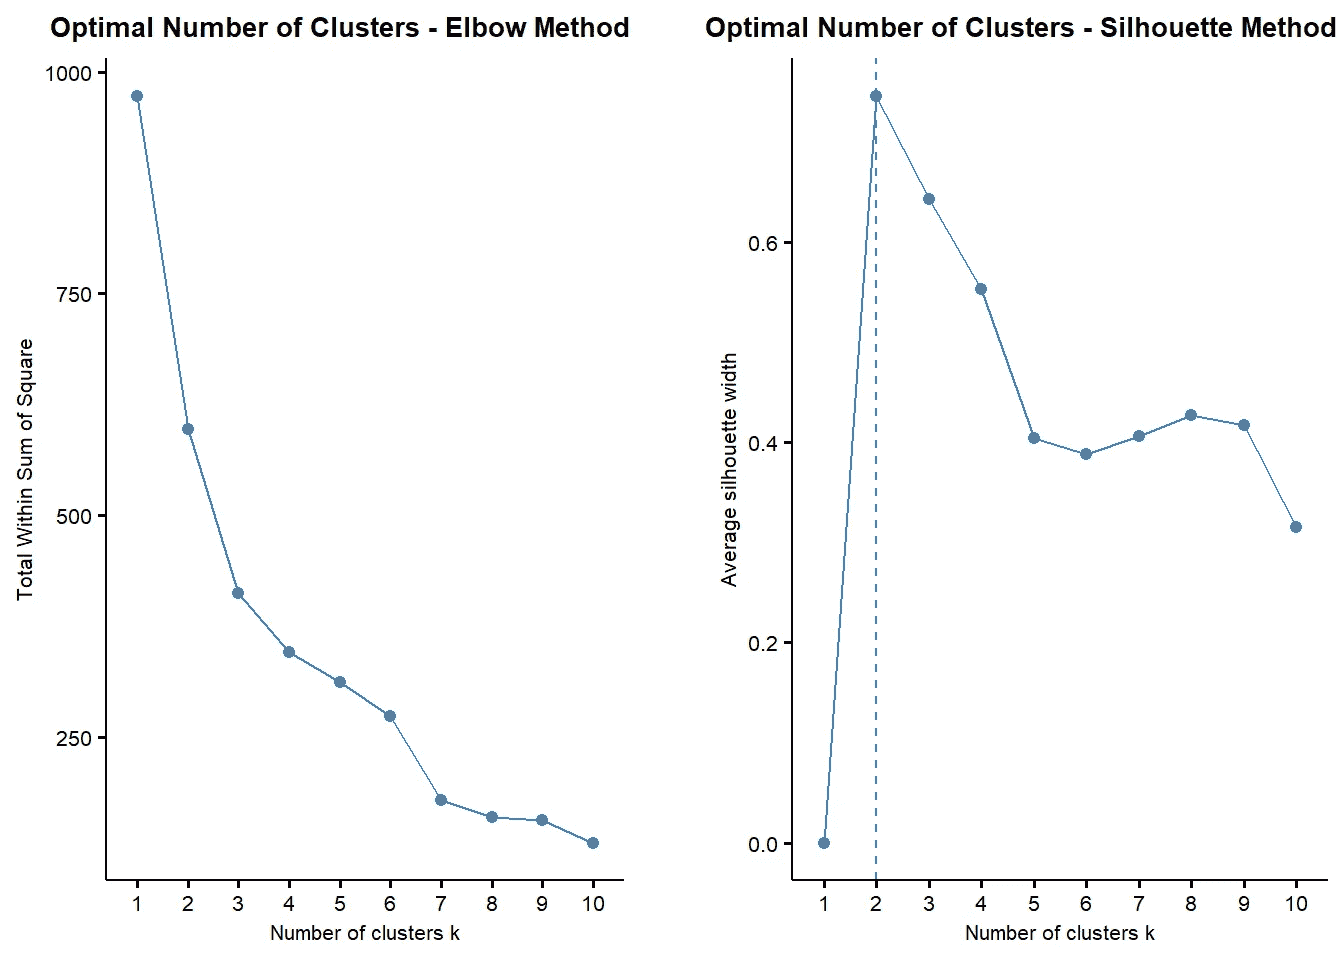 Optimal Number of Clusters - Elbow Method
Total Within Sum of Square
1000
750
500
250
1 2 3 4 5 6 7 8 9 10
Number of clusters k
Optimal Number of Clusters - Silhouette Method
Average silhouette width
0.6
0.4
0.2
0.0
1 2 3 4 5 6 7 8 9 10
Number of clusters k